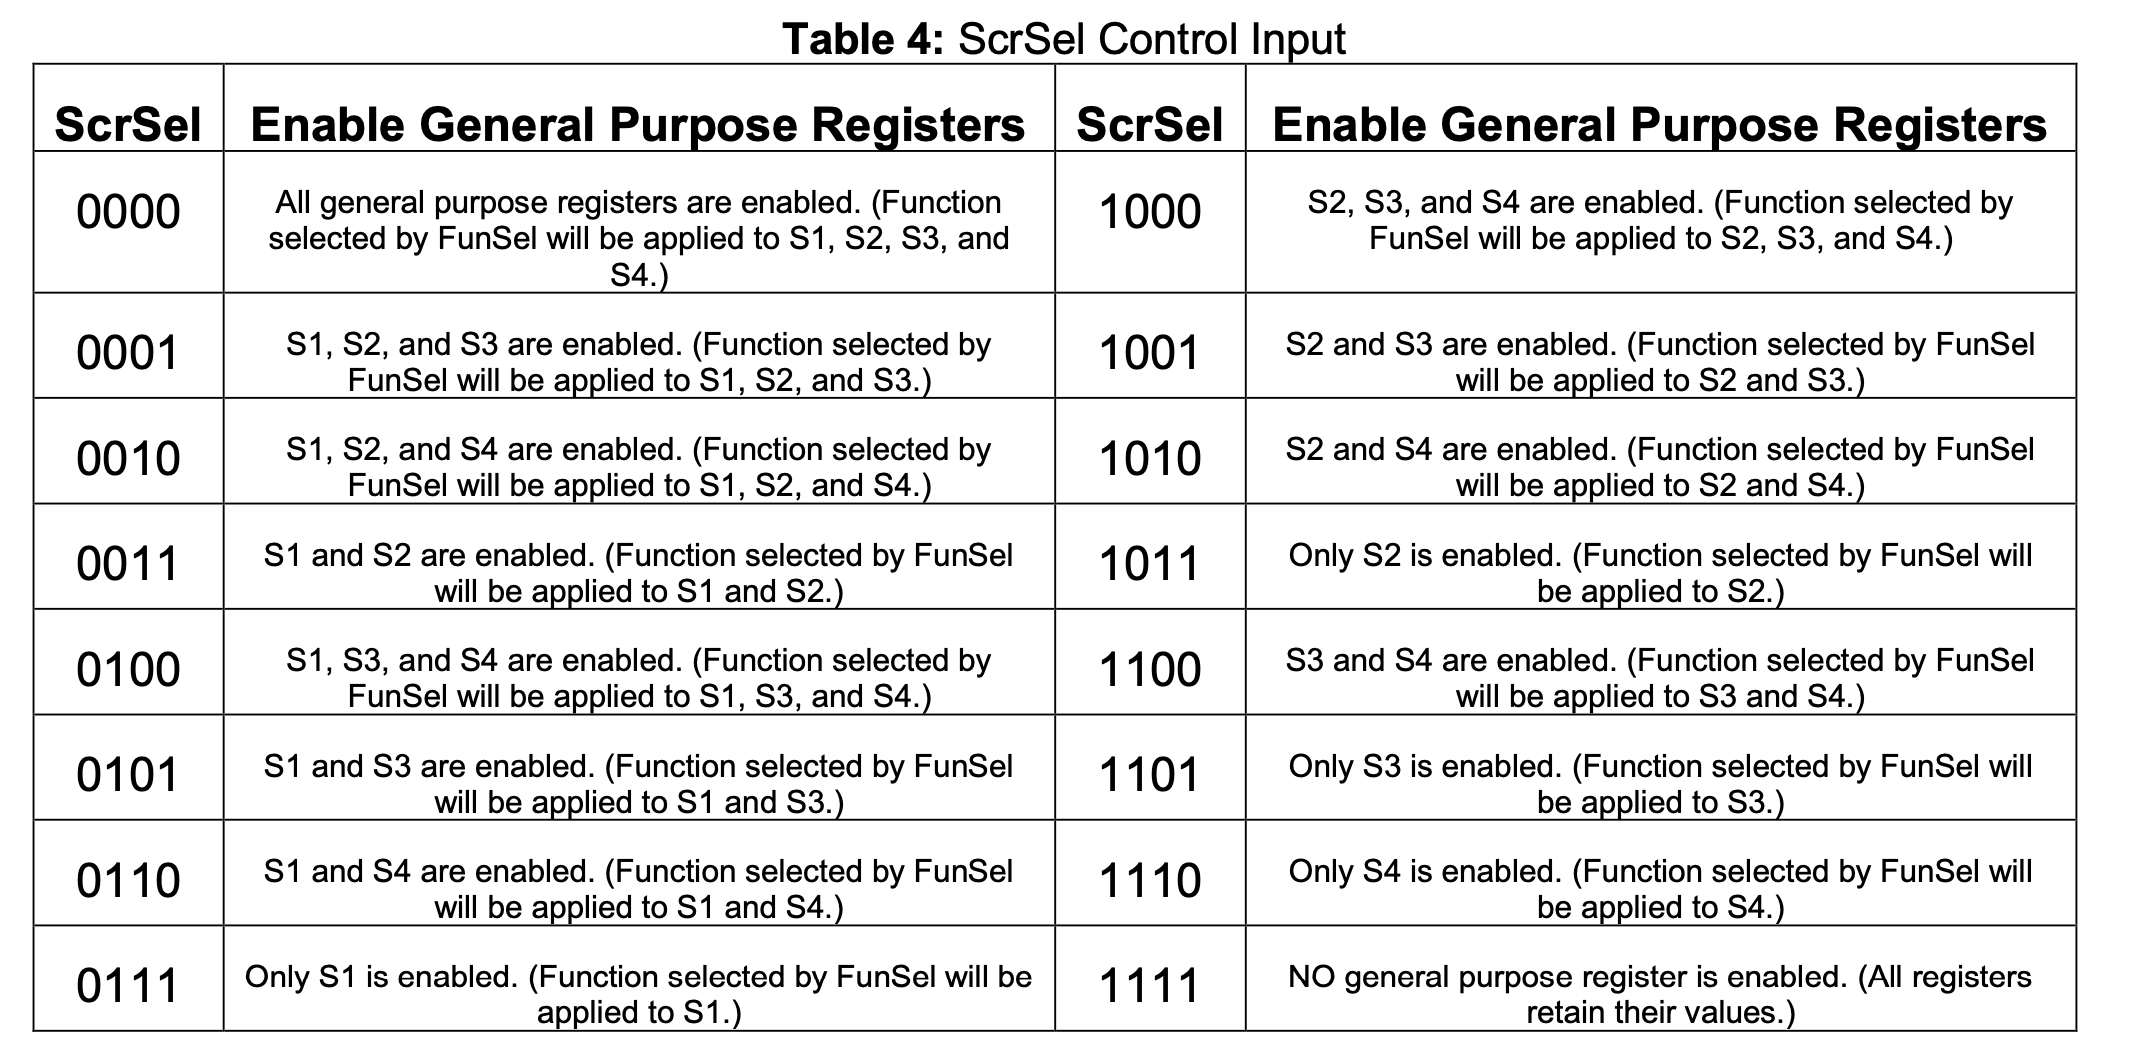 Table 4: ScrSel Control Input
ScrSel Enable General Purpose Registers ScrSel Enable General Purpose Registers
0000
All general purpose registers are enabled. (Function
selected by FunSel will be applied to S1, S2, S3, and
S4.)
1000
S2, S3, and S4 are enabled. (Function selected by
FunSel will be applied to S2, S3, and S4.)
0001
S1, S2, and S3 are enabled. (Function selected by
FunSel will be applied to S1, S2, and S3.)
1001
S2 and S3 are enabled. (Function selected by FunSel
will be applied to S2 and S3.)
0010
S1, S2, and S4 are enabled. (Function selected by
FunSel will be applied to S1, S2, and S4.)
1010
S2 and S4 are enabled. (Function selected by FunSel
will be applied to S2 and S4.)
0011
S1 and S2 are enabled. (Function selected by FunSel
will be applied to S1 and S2.)
1011
Only S2 is enabled. (Function selected by FunSel will
be applied to S2.)
0100
S1, S3, and S4 are enabled. (Function selected by
FunSel will be applied to S1, S3, and S4.)
1100
S3 and S4 are enabled. (Function selected by FunSel
will be applied to S3 and S4.)
0101
S1 and S3 are enabled. (Function selected by FunSel
will be applied to S1 and S3.)
1101
Only S3 is enabled. (Function selected by FunSel will
be applied to S3.)
0110
S1 and S4 are enabled. (Function selected by FunSel
will be applied to S1 and S4.)
1110
Only S4 is enabled. (Function selected by FunSel will
be applied to S4.)
0111
Only S1 is enabled. (Function selected by FunSel will be
applied to S1.)
1111
NO general purpose register is enabled. (All registers
retain their values.)